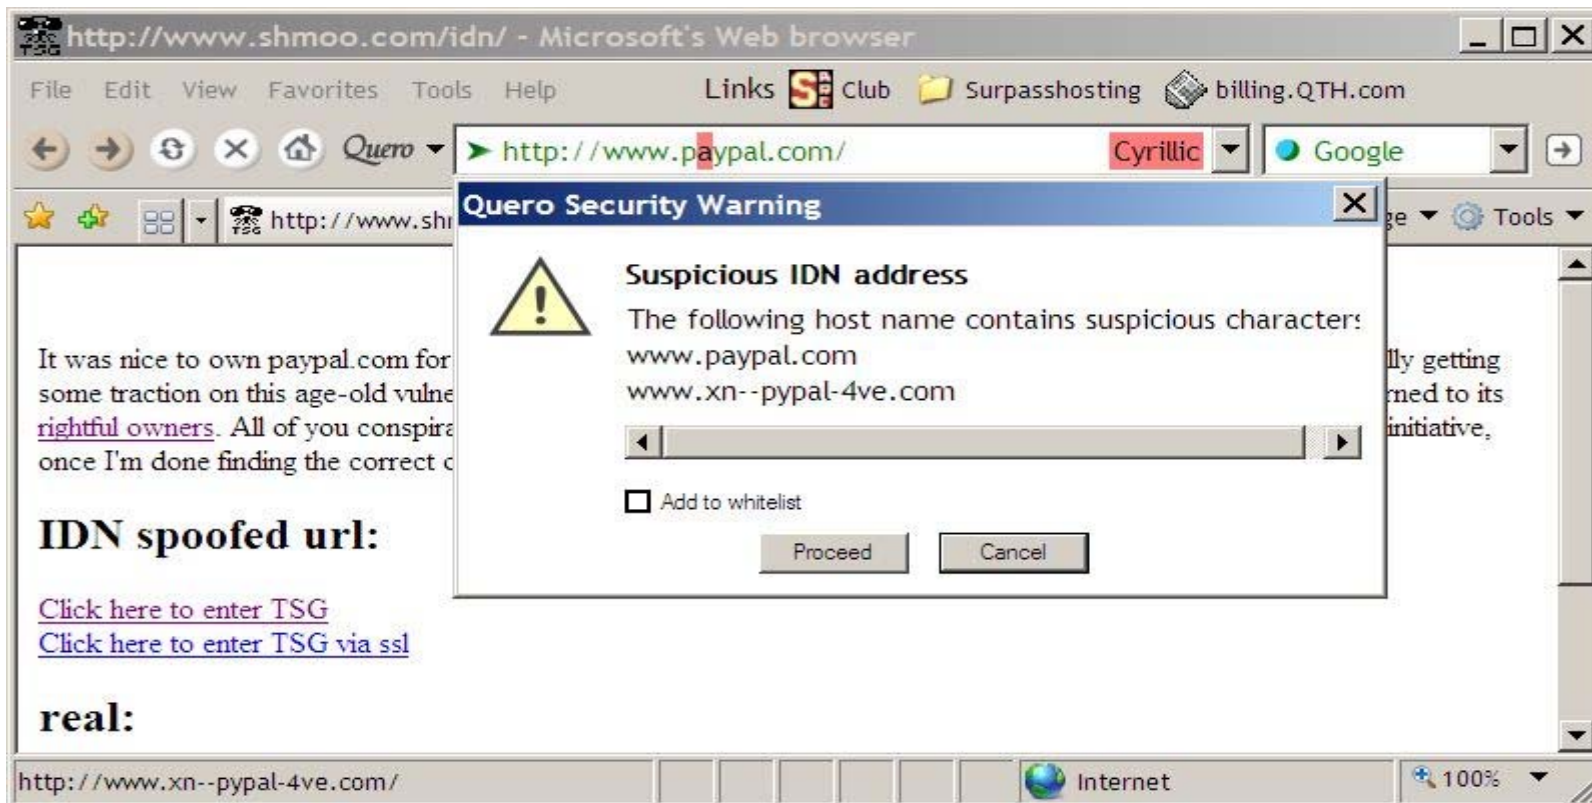 http://www.shmoo.com/idn/ - Microsoft's Web browser
File Edit View Favorites Tools Help Links Club Surpasshosting billing.QTH.com
Quero http://www.pаypal.com/ Cyrillic Google
http://www.sh Tools
Quero Security Warning
Suspicious IDN address
The following host name contains suspicious characters
www.pаypal.com
www.xn--pypal-4ve.com
Add to whitelist
Proceed Cancel
It was nice to own paypal.com for lly getting
some traction on this age-old vulne rned to its
rightful owners. All of you conspira initiative,
once I'm done finding the correct
IDN spoofed url:
Click here to enter TSG
Click here to enter TSG via ssl
real:
http://www.xn--pypal-4ve.com/ Internet 100%